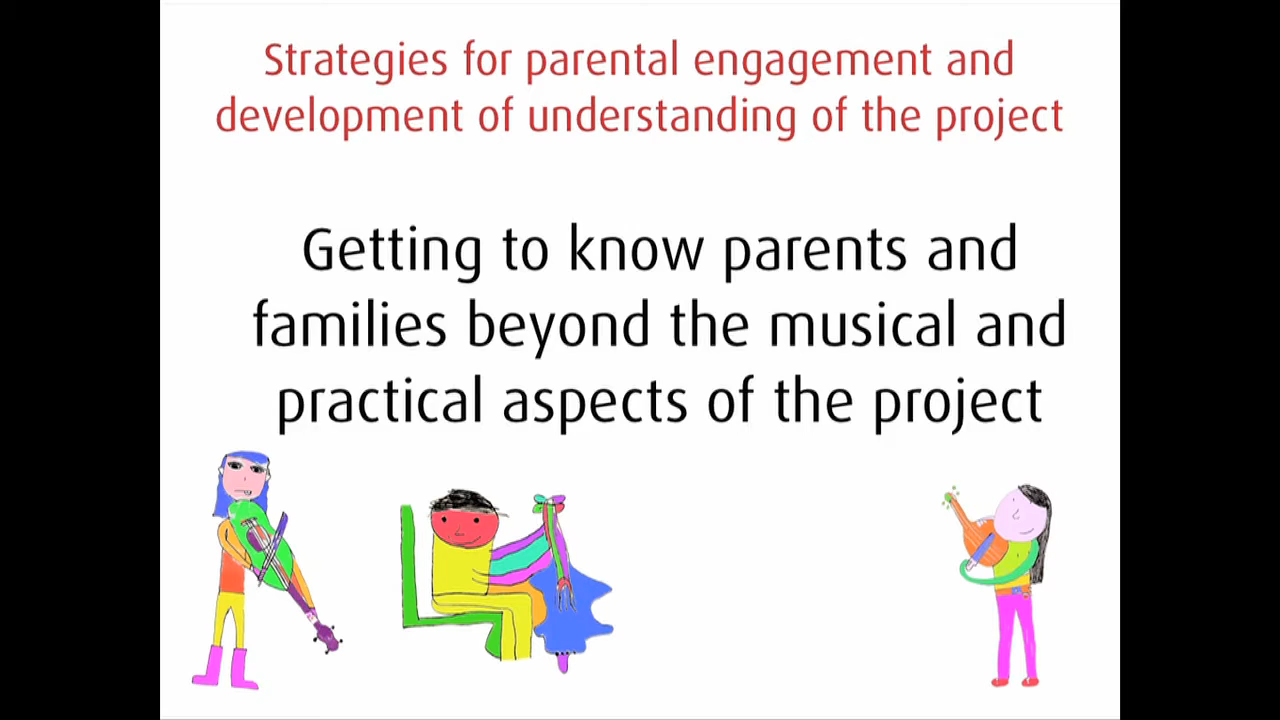 Strategies for parental engagement and
development of understanding of the project
Getting to know parents and
families beyond the musical and
practical aspects of the project